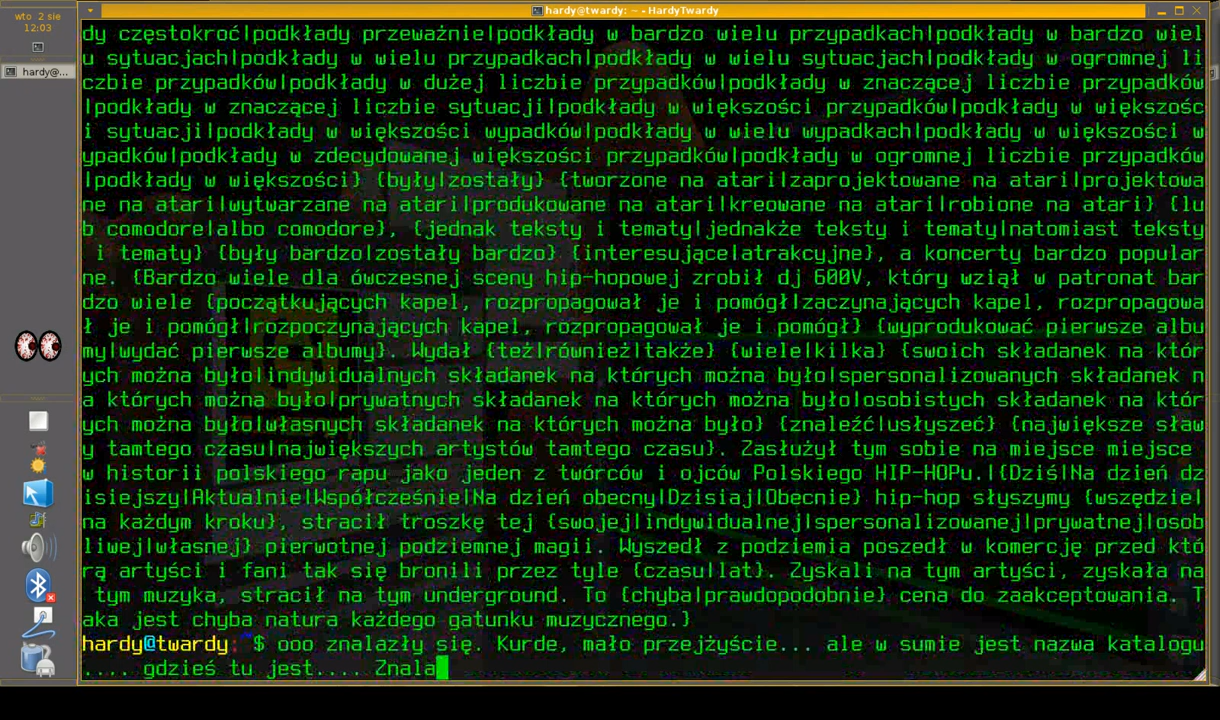 wto 2 sie
12:03
hardy@...
hardy@twardy: ~ - HardyTwardy
dy częstokroć|podkłady przeważnie|podkłady w bardzo wielu przypadkach|podkłady w bardzo wiel
u sytuacjach|podkłady w wielu przypadkach|podkłady w wielu sytuacjach|podkłady w ogromnej li
czbie przypadków|podkłady w dużej liczbie przypadków|podkłady w znaczącej liczbie przypadków
|podkłady w znaczącej liczbie sytuacji|podkłady w większości przypadków|podkłady w większośc
i sytuacji|podkłady w większości wypadków|podkłady w wielu wypadkach|podkłady w większości w
ypadków|podkłady w zdecydowanej większości przypadków|podkłady w ogromnej liczbie przypadków
|podkłady w większości} {były|zostały} {tworzone na atari|zaprojektowane na atari|projektowa
ne na atari|wytwarzane na atari|produkowane na atari|kreowane na atari|robione na atari} {lu
b comodore|albo comodore}, {jednak teksty i tematy|jednakże teksty i tematy|natomiast teksty
i tematy} {były bardzo|zostały bardzo} {interesujące|atrakcyjne}, a koncerty bardzo popular
ne. {Bardzo wiele dla ówczesnej sceny hip-hopowej zrobił dj 600V, który wziął w patronat bar
dzo wiele {początkujących kapel, rozpropagował je i pomógł|zaczynających kapel, rozpropagowa
ł je i pomógł|rozpoczynających kapel, rozpropagował je i pomógł} {wyprodukować pierwsze albu
my|wydać pierwsze albumy}. Wydał {też|również|także} {wiele|kilka} {swoich składanek na któr
ych można było|indywidualnych składanek na których można było|spersonalizowanych składanek n
a których można było|prywatnych składanek na których można było|osobistych składanek na któr
ych można było|własnych składanek na których można było} {znaleźć|usłyszeć} {największe sław
y tamtego czasu|największych artystów tamtego czasu}. Zasłużył tym sobie na miejsce miejsce
w historii polskiego rapu jako jeden z twórców i ojców Polskiego HIP-HOPu.|{Dziś|Na dzień dz
isiejszy|Aktualnie|Współcześnie|Na dzień obecny|Dzisiaj|Obecnie} hip-hop słyszymy {wszędzie|
na każdym kroku}, stracił troszkę tej {swojej|indywidualnej|spersonalizowanej|prywatnej|osob
liwej|własnej} pierwotnej podziemnej magii. Wyszedł z podziemia poszedł w komercję przed któ
rą artyści i fani tak się bronili przez tyle {czasu|lat}. Zyskali na tym artyści, zyskała na
tym muzyka, stracił na tym underground. To {chyba|prawdopodobnie} cena do zaakceptowania. T
aka jest chyba natura każdego gatunku muzycznego.}
hardy@twardy:~$ ooo znalazły się. Kurde, mało przejżyście... ale w sumie jest nazwa katalogu
.... gdzieś tu jest.... Znala